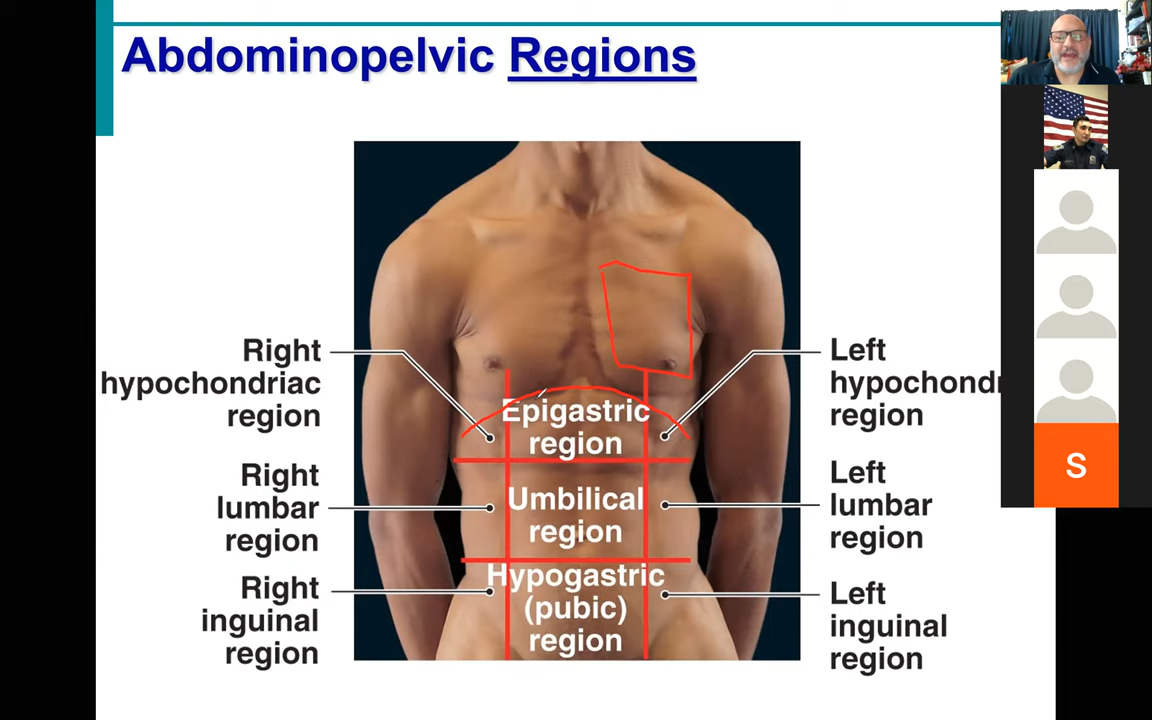 Abdominopelvic Regions
Right
hypochondriac
region
Right
lumbar
region
Right
inguinal
region
Epigastric
region
Umbilical
region
Hypogastric
(pubic)
region
Left
hypochondr
region
Left
lumbar
region
Left
inguinal
region
S